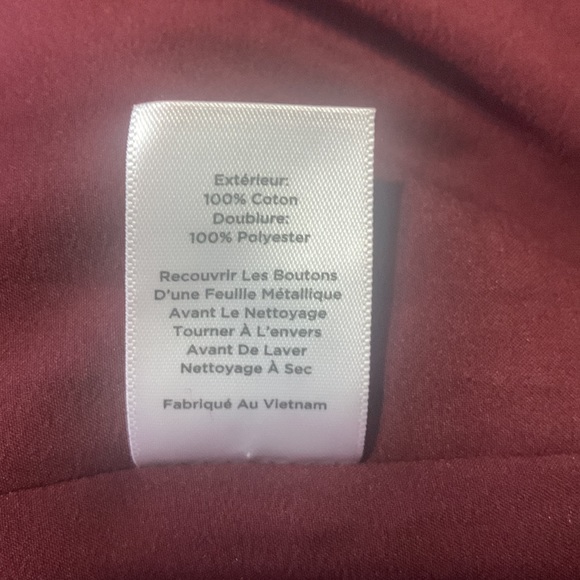 Extérieur:
100% Coton
Doublure:
100% Polyester
Recouvrir Les Boutons
D'une Feuille Métallique
Avant Le Nettoyage
Tourner À L'envers
Avant De Laver
Nettoyage À Sec
Fabriqué Au Vietnam